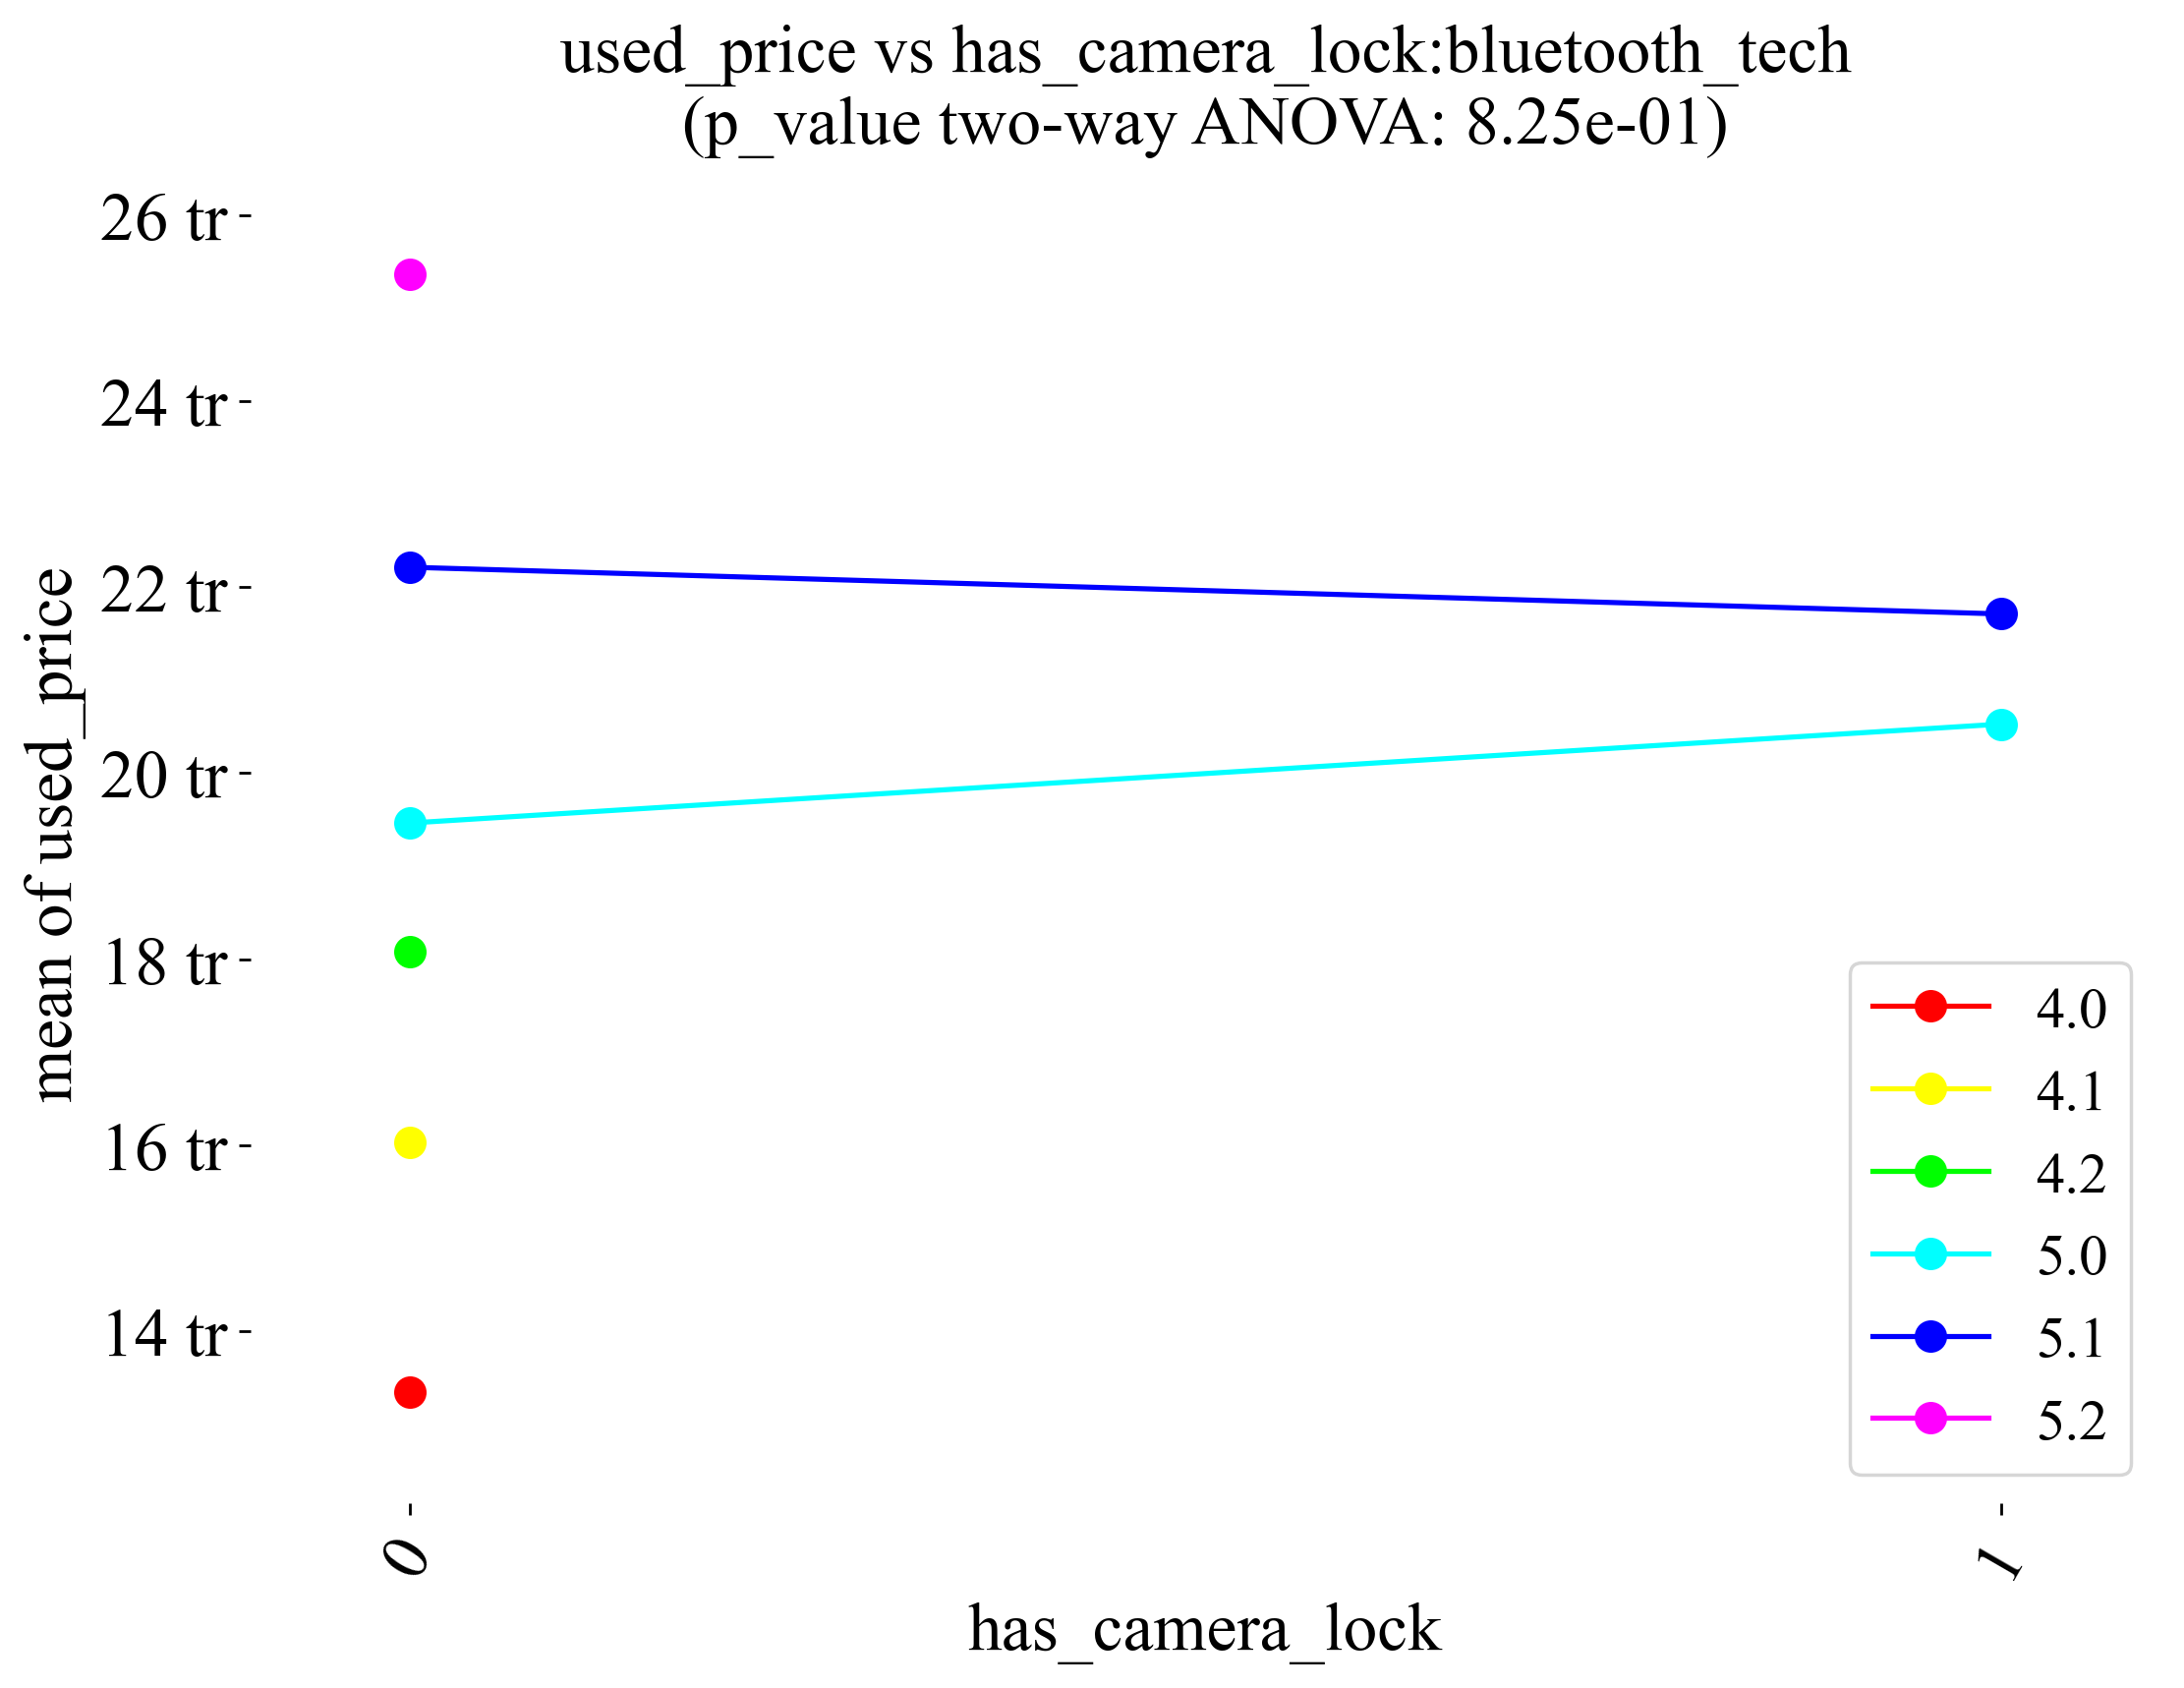 used_price vs has_camera_lock:bluetooth_tech
(p_value two-way ANOVA: 8.25e-01)
mean of used_price
26 tr
24 tr
22 tr
20 tr
18 tr
16 tr
14 tr
4.0
4.1
4.2
5.0
5.1
5.2
0
1
has_camera_lock